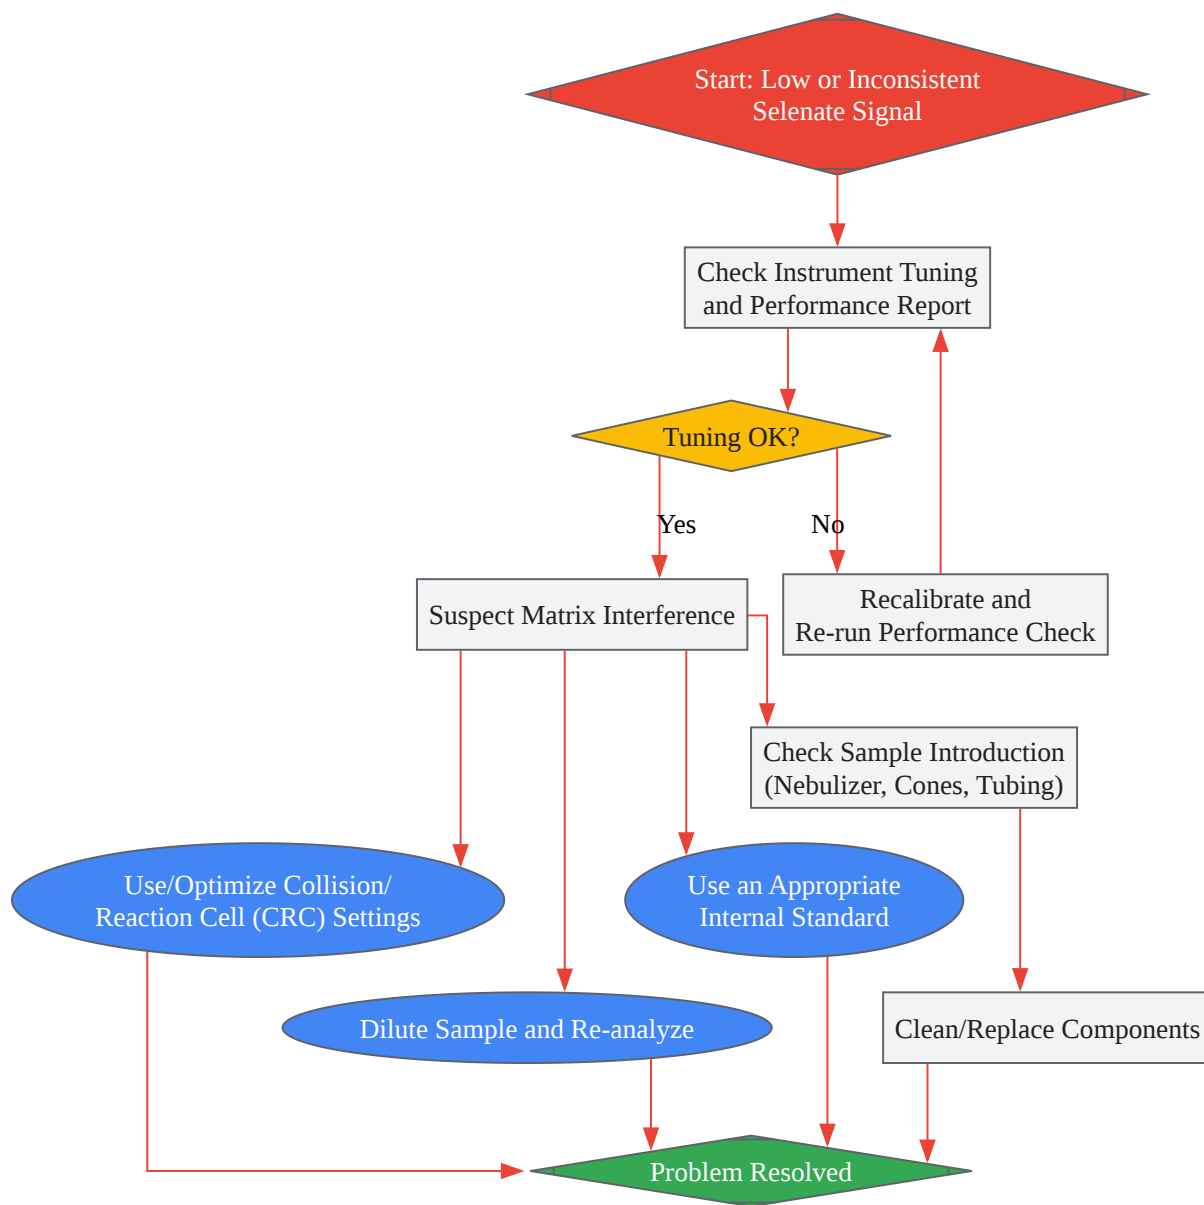 Start: Low or Inconsistent
Selenate Signal
Check Instrument Tuning
and Performance Report
Tuning OK?
Yes
No
Suspect Matrix Interference
Recalibrate and
Re-run Performance Check
Check Sample Introduction
(Nebulizer, Cones, Tubing)
Use/Optimize Collision/
Reaction Cell (CRC) Settings
Use an Appropriate
Internal Standard
Dilute Sample and Re-analyze
Clean/Replace Components
Problem Resolved